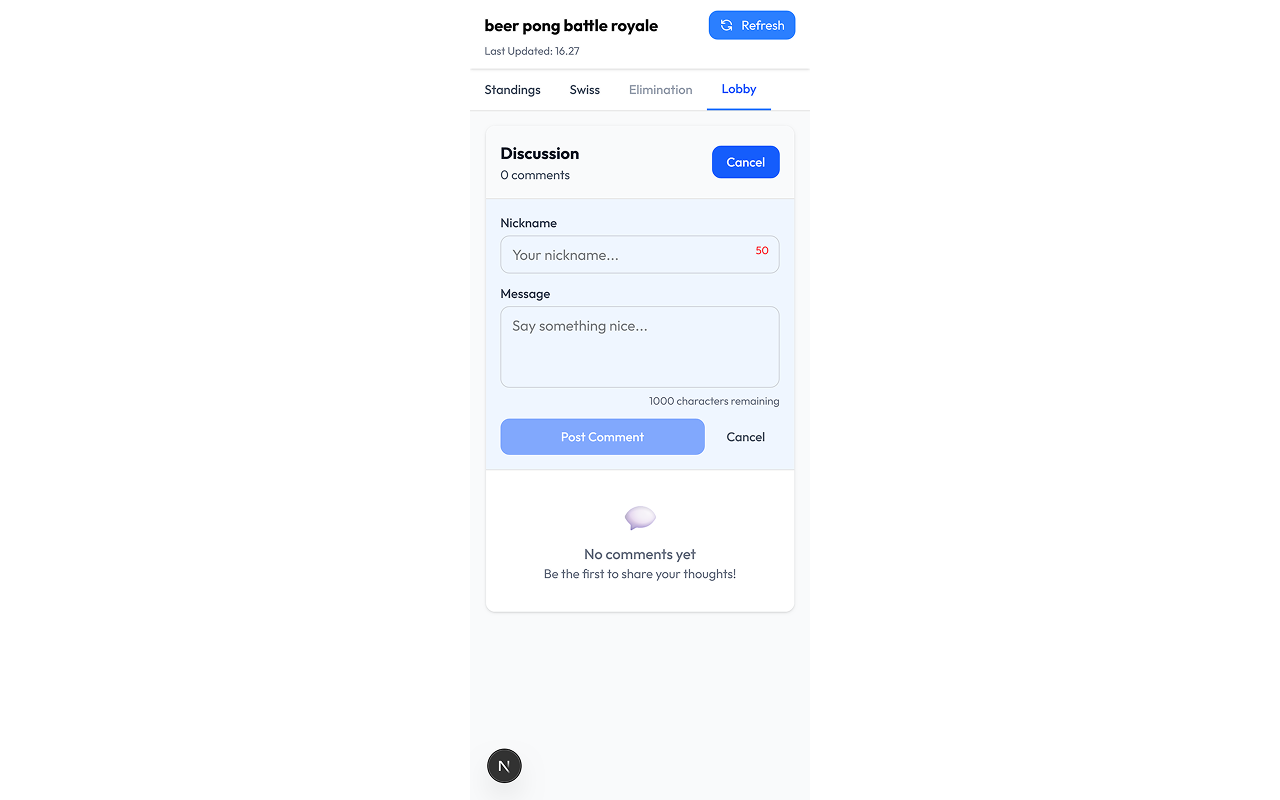 beer pong battle royale
Refresh
Last Updated: 16.27
Standings Swiss Elimination Lobby
Discussion
0 comments
Cancel
Nickname
Your nickname...
50
Message
Say something nice...
1000 characters remaining
Post Comment
Cancel
No comments yet
Be the first to share your thoughts!
N